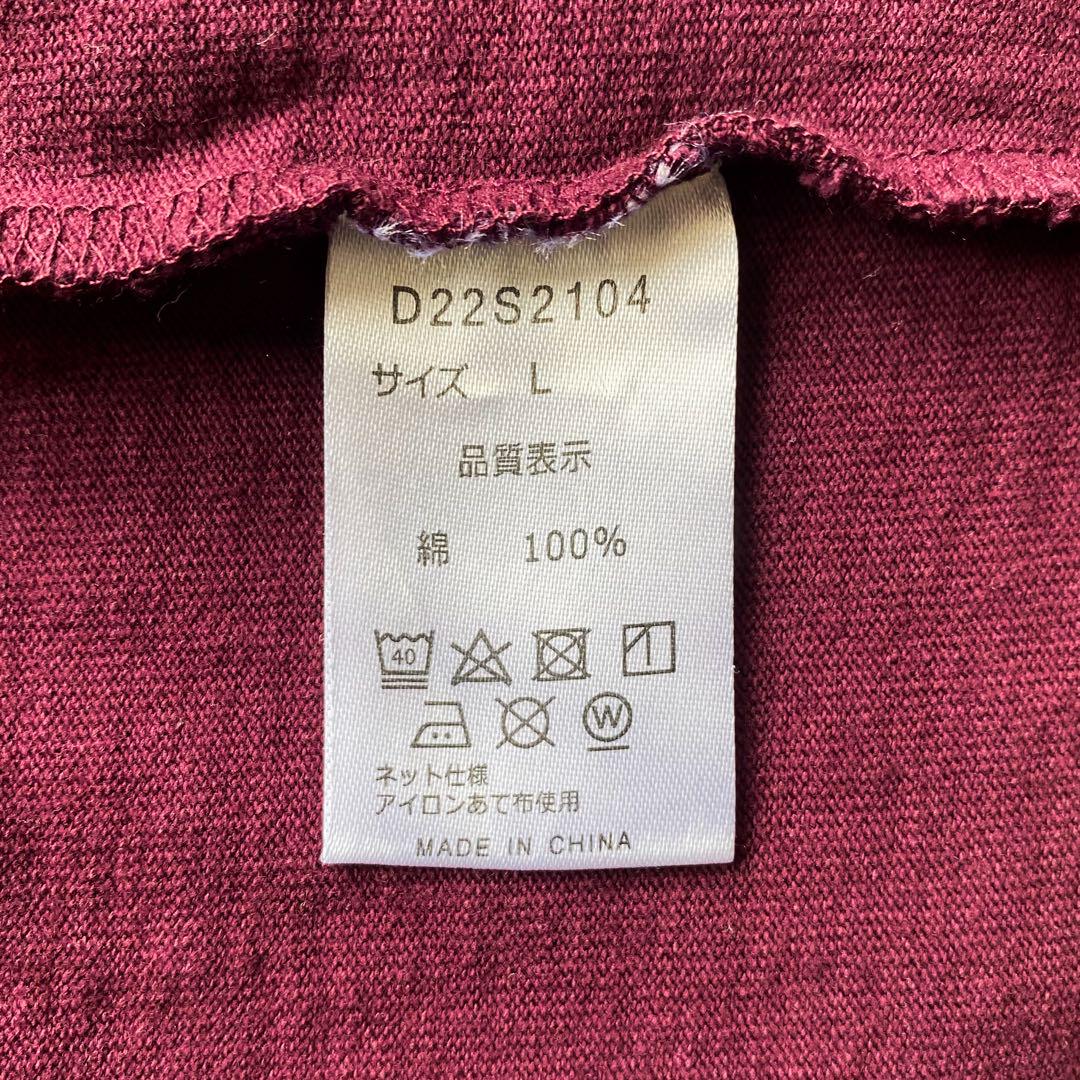 D22S2104
サイズ L
品質表示
綿 100%
40
W
ネット仕様
アイロンあて布使用
MADE IN CHINA